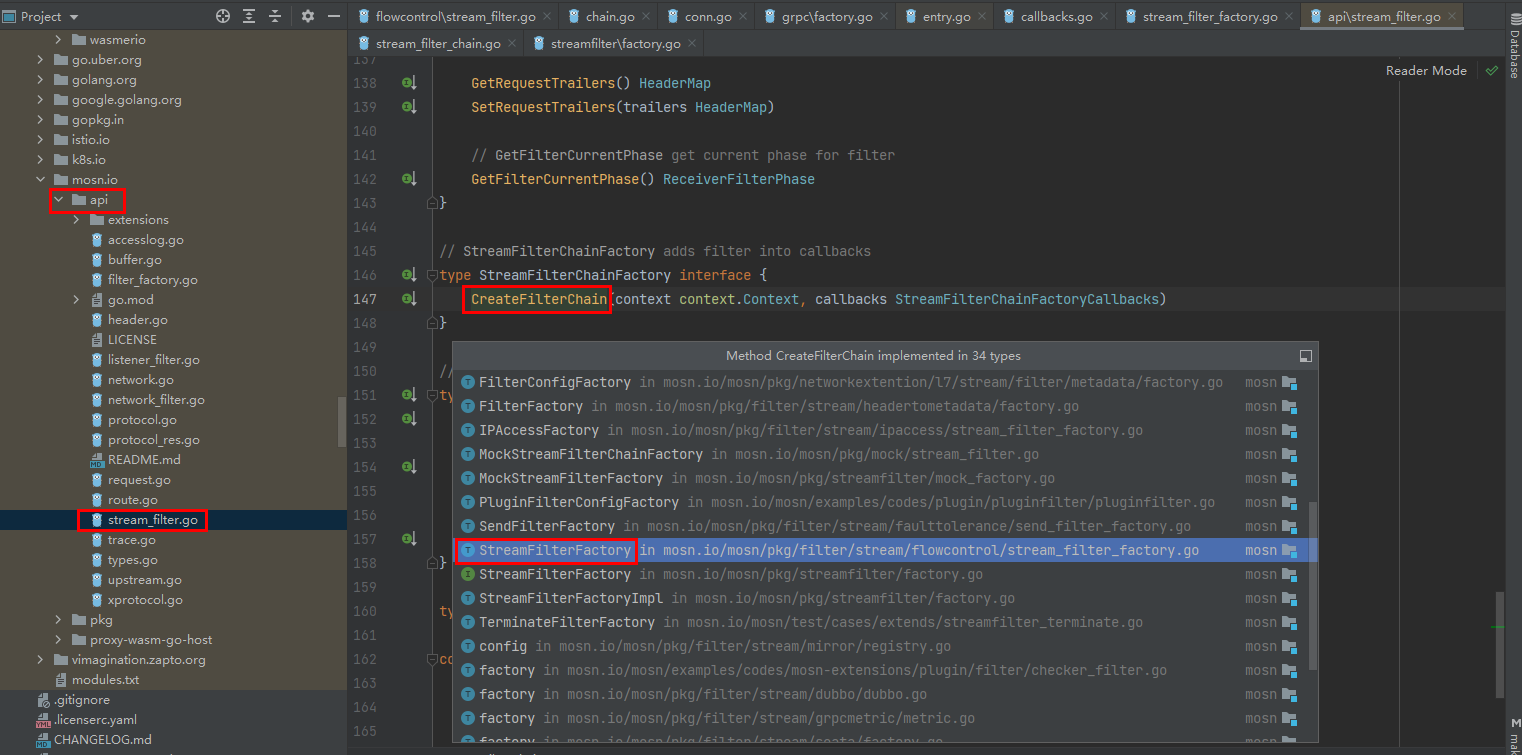 Project
flowcontrol\stream_filter.go
chain.go
conn.go
grpc\factory.go
entry.go
callbacks.go
stream_filter_factory.go
api\stream_filter.go
stream_filter_chain.go
streamfilter\factory.go
wasmerio
go.uber.org
golang.org
google.golang.org
gopkg.in
istio.io
k8s.io
mosn.io
api
extensions
accesslog.go
buffer.go
filter_factory.go
go.mod
header.go
LICENSE
listener_filter.go
network.go
network_filter.go
protocol.go
protocol_res.go
README.md
request.go
route.go
stream_filter.go
trace.go
types.go
upstream.go
xprotocol.go
pkg
proxy-wasm-go-host
vimagination.zapto.org
modules.txt
.gitignore
.licenserc.yaml
CHANGELOG.md
Reader Mode
Database
137
138 GetRequestTrailers() HeaderMap
139 SetRequestTrailers(trailers HeaderMap)
140
141 // GetFilterCurrentPhase get current phase for filter
142 GetFilterCurrentPhase() ReceiverFilterPhase
143 }
144
145 // StreamFilterChainFactory adds filter into callbacks
146 type StreamFilterChainFactory interface {
147 CreateFilterChain(context context.Context, callbacks StreamFilterChainFactoryCallbacks)
148 }
149
150 //
151 ty
152
153
154
155
156
157
158 }
159
160 ty
161
162 co
163
164
165
Method CreateFilterChain implemented in 34 types
FilterConfigFactory in mosn.io/mosn/pkg/networkextention/l7/stream/filter/metadata/factory.go mosn
FilterFactory in mosn.io/mosn/pkg/filter/stream/headertometadata/factory.go mosn
IPAccessFactory in mosn.io/mosn/pkg/filter/stream/ipaccess/stream_filter_factory.go mosn
MockStreamFilterChainFactory in mosn.io/mosn/pkg/mock/stream_filter.go mosn
MockStreamFilterFactory in mosn.io/mosn/pkg/streamfilter/mock_factory.go mosn
PluginFilterConfigFactory in mosn.io/mosn/examples/codes/plugin/pluginfilter/pluginfilter.go mosn
SendFilterFactory in mosn.io/mosn/pkg/filter/stream/faulttolerance/send_filter_factory.go mosn
StreamFilterFactory in mosn.io/mosn/pkg/filter/stream/flowcontrol/stream_filter_factory.go mosn
StreamFilterFactory in mosn.io/mosn/pkg/streamfilter/factory.go mosn
StreamFilterFactoryImpl in mosn.io/mosn/pkg/streamfilter/factory.go mosn
TerminateFilterFactory in mosn.io/mosn/test/cases/extends/streamfilter_terminate.go mosn
config in mosn.io/mosn/pkg/filter/stream/mirror/registry.go mosn
factory in mosn.io/mosn/examples/codes/mosn-extensions/plugin/filter/checker_filter.go mosn
factory in mosn.io/mosn/pkg/filter/stream/dubbo/dubbo.go mosn
factory in mosn.io/mosn/pkg/filter/stream/grpcmetric/metric.go mosn
factory in mosn.io/mosn/pkg/filter/stream/seata/factory.go mosn